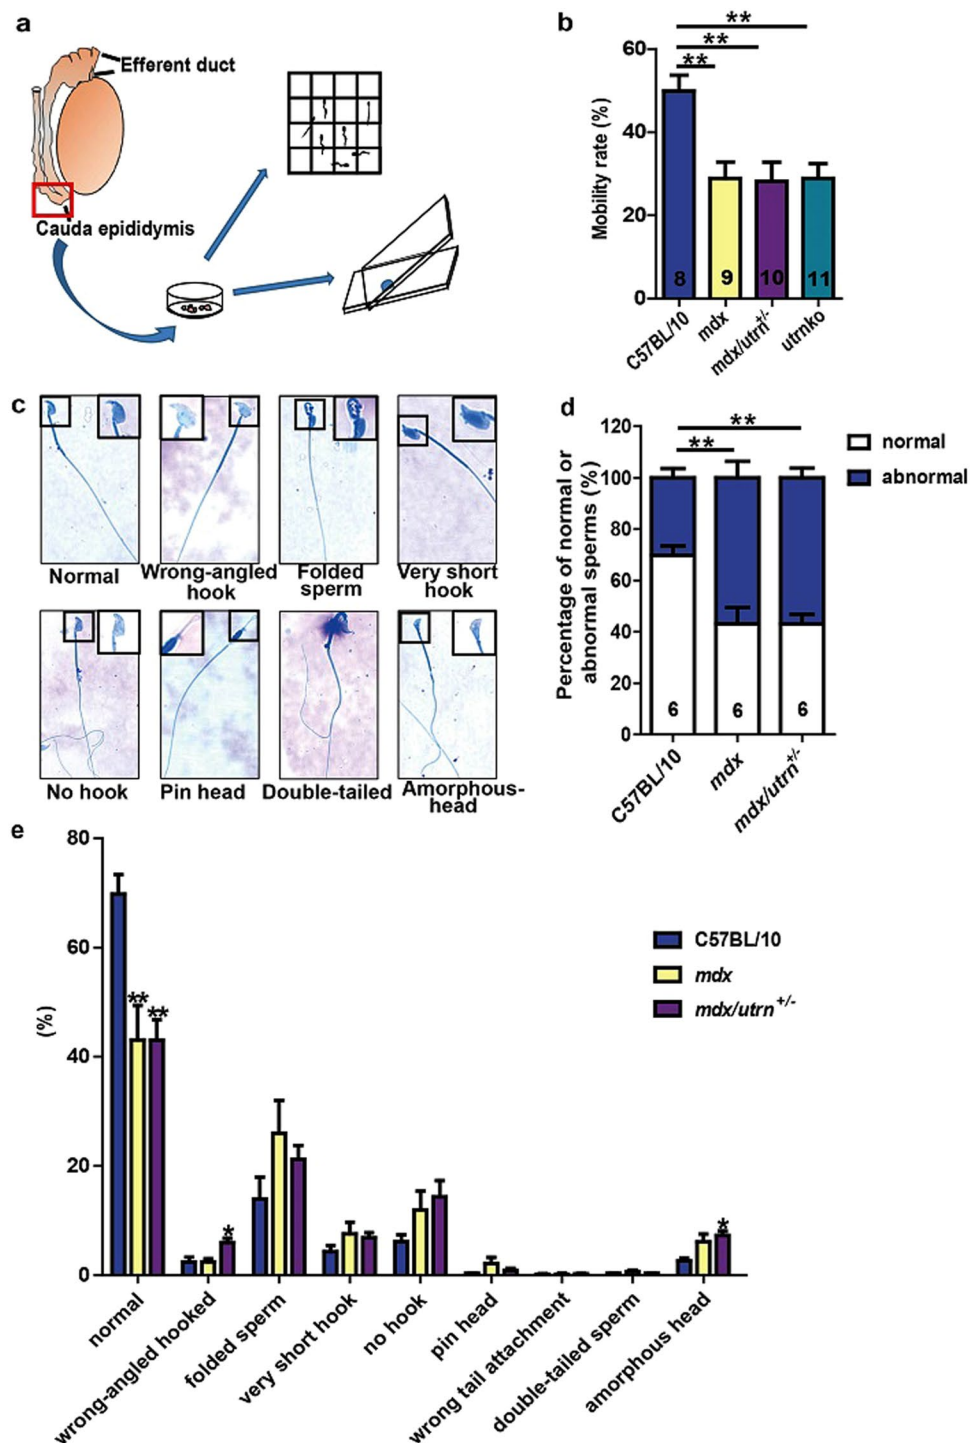 a
Efferent duct
Cauda epididymis
b
**
**
**
Mobility rate (%)
60
40
20
0
8
9
10
11
C57BL/10
mdx
mdx/utrn+/-
utrnko
c
Normal
Wrong-angled
hook
Folded
sperm
Very short
hook
No hook
Pin head
Double-tailed
Amorphous-
head
d
**
**
Percentage of normal or
abnormal sperms (%)
120
100
80
60
40
20
0
6
6
6
C57BL/10
mdx
mdx/utrn+/-
normal
abnormal
e
(%)
80
60
40
20
0
**
**
*
*
C57BL/10
mdx
mdx/utrn+/-
normal
wrong-angled hooked
folded sperm
very short hook
no hook
pin head
wrong tail attachment
double-tailed sperm
amorphous head